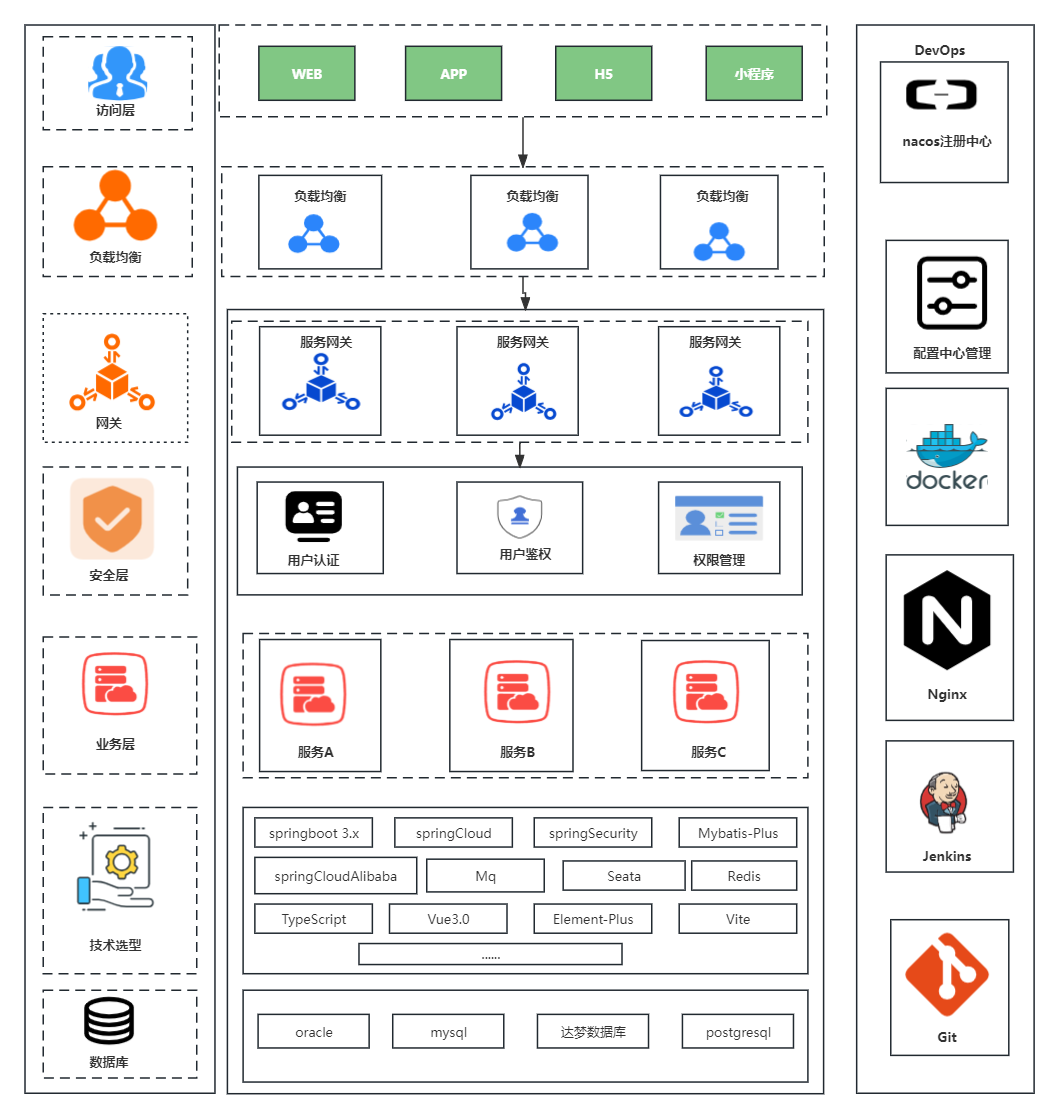 访问层
负载均衡
网关
安全层
业务层
技术选型
数据库
WEB
APP
H5
小程序
负载均衡
负载均衡
负载均衡
服务网关
服务网关
服务网关
用户认证
用户鉴权
权限管理
服务A
服务B
服务C
springboot 3.x
springCloud
springSecurity
Mybatis-Plus
springCloudAlibaba
Mq
Seata
Redis
TypeScript
Vue3.0
Element-Plus
Vite
......
oracle
mysql
达梦数据库
postgresql
DevOps
nacos注册中心
配置中心管理
docker
N
Nginx
Jenkins
Git